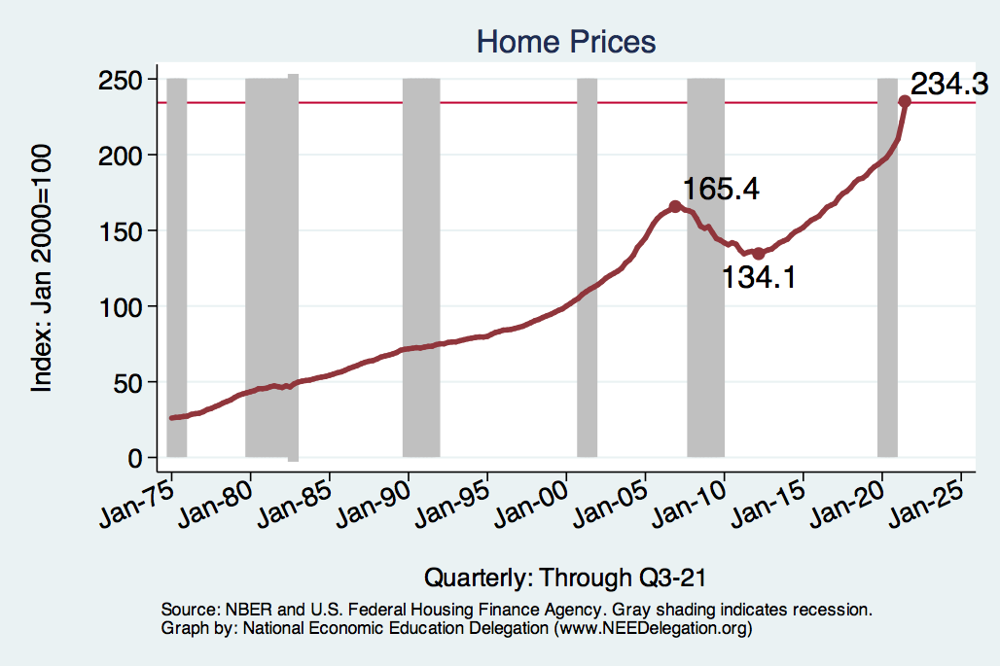 Home Prices
Index: Jan 2000=100
250
200
150
100
50
0
234.3
165.4
134.1
Jan-75
Jan-80
Jan-85
Jan-90
Jan-95
Jan-00
Jan-05
Jan-10
Jan-15
Jan-20
Jan-25
Quarterly: Through Q3-21
Source: NBER and U.S. Federal Housing Finance Agency. Gray shading indicates recession.
Graph by: National Economic Education Delegation (www.NEEDelegation.org)